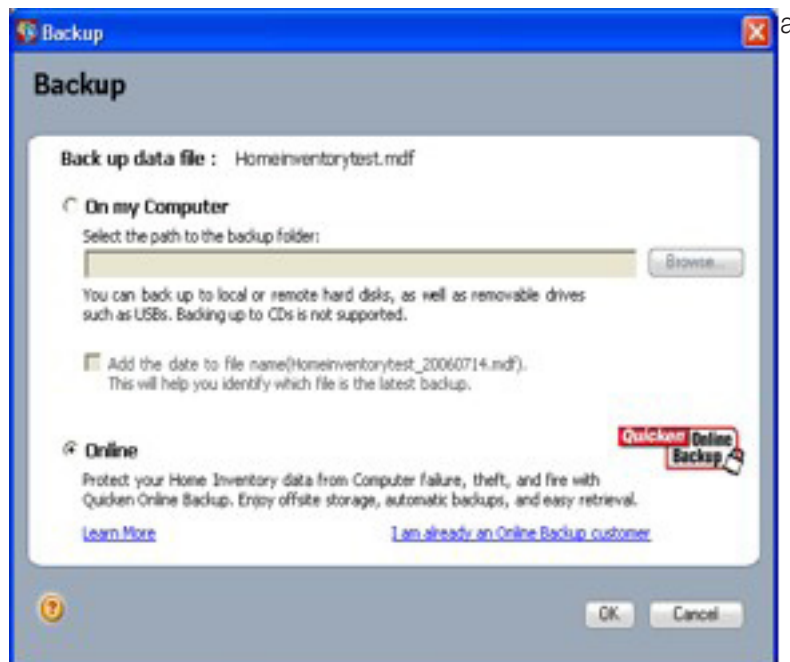 Backup
a
Backup
Back up data file : Homeinventorytest.mdf
On my Computer
Select the path to the backup folder:
Browse...
You can back up to local or remote hard disks, as well as removable drives
such as USBs. Backing up to CDs is not supported.
Add the date to file name(Homeinventorytest_20060714.mdf).
This will help you identify which file is the latest backup.
Online
Quicken Online
Backup
Protect your Home Inventory data from Computer failure, theft, and fire with
Quicken Online Backup. Enjoy offsite storage, automatic backups, and easy retrieval.
Learn More
I am already an Online Backup customer
?
OK
Cancel